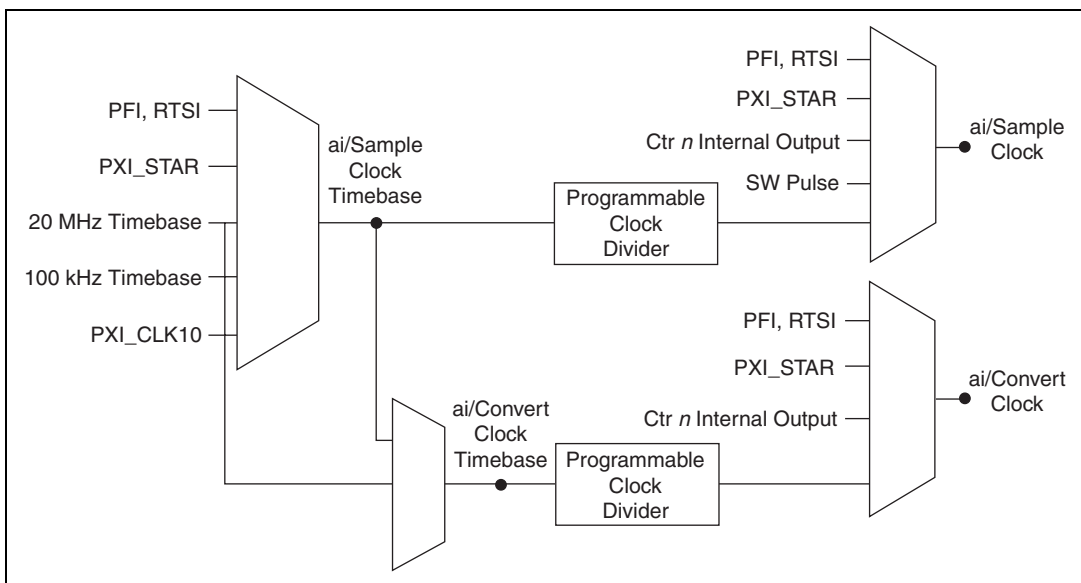 PFI, RTSI
PXI_STAR
20 MHz Timebase
100 kHz Timebase
PXI_CLK10
ai/Sample
Clock
Timebase
Programmable
Clock
Divider
PFI, RTSI
PXI_STAR
Ctr n Internal Output
SW Pulse
ai/Sample
Clock
ai/Convert
Clock
Timebase
Programmable
Clock
Divider
PFI, RTSI
PXI_STAR
Ctr n Internal Output
ai/Convert
Clock